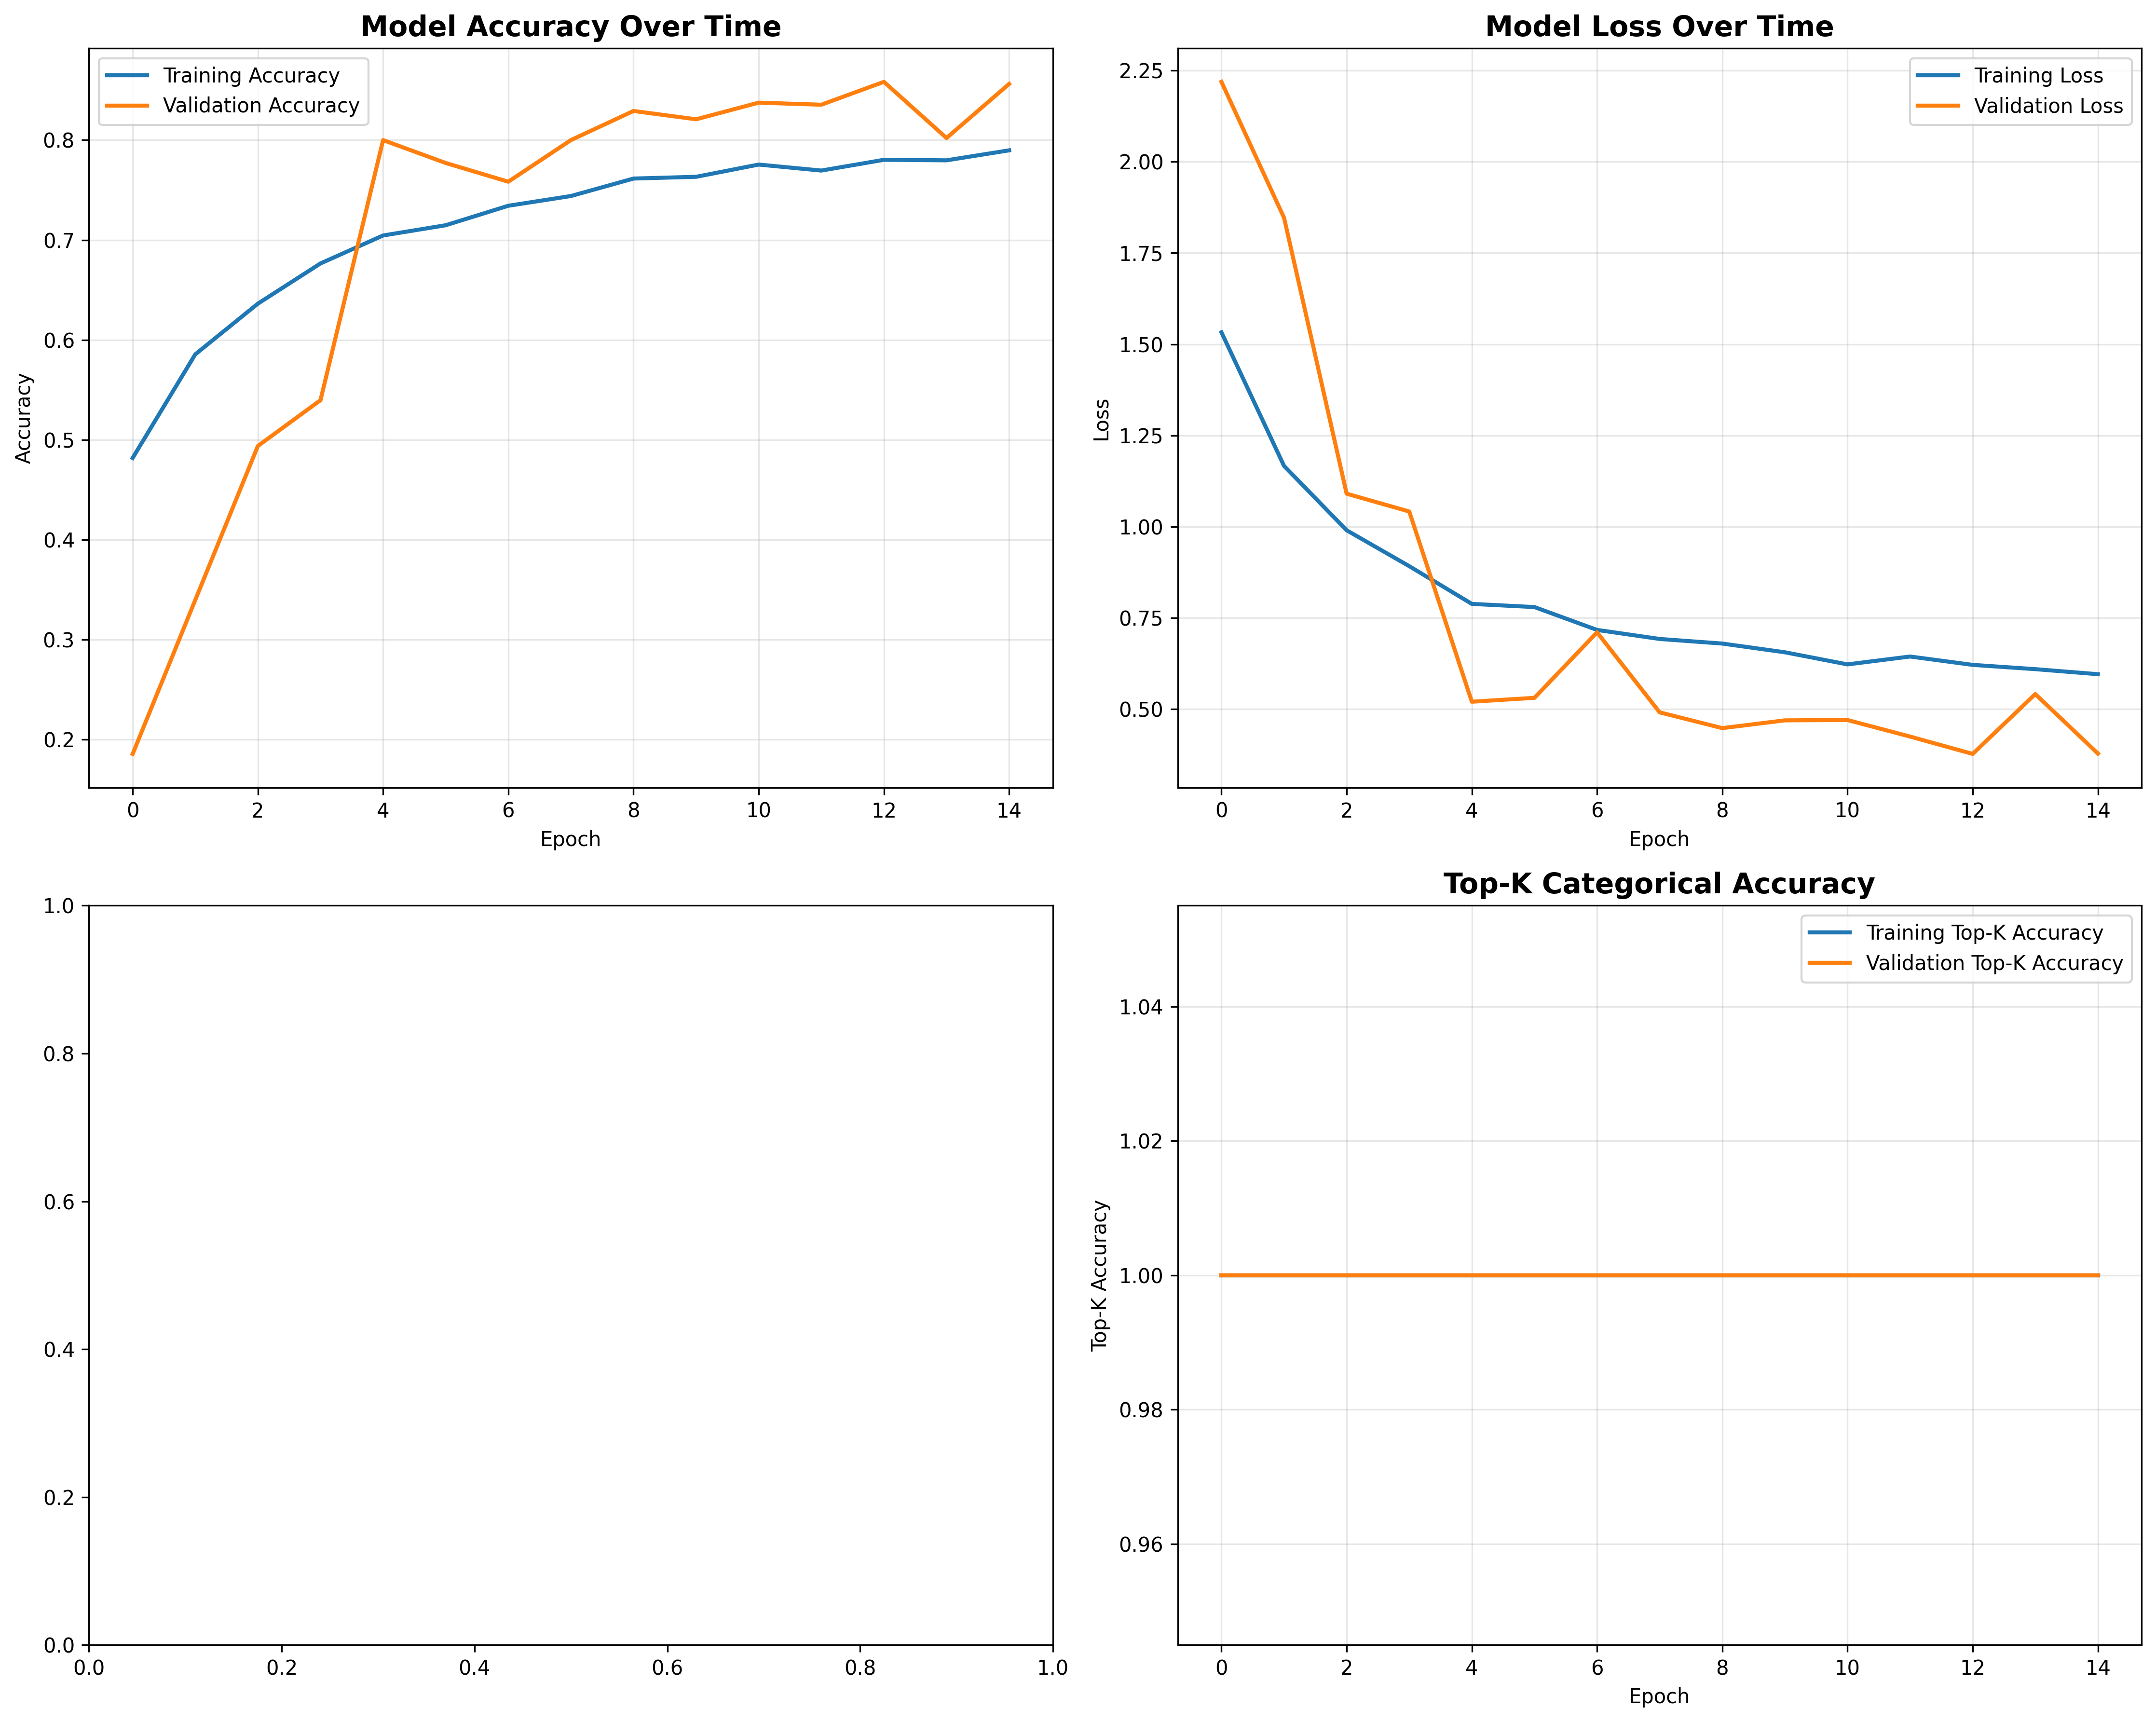 Model Accuracy Over Time
Training Accuracy
Validation Accuracy
Accuracy
0.8
0.7
0.6
0.5
0.4
0.3
0.2
0 2 4 6 8 10 12 14
Epoch
Model Loss Over Time
Training Loss
Validation Loss
Loss
2.25
2.00
1.75
1.50
1.25
1.00
0.75
0.50
0 2 4 6 8 10 12 14
Epoch
1.0
0.8
0.6
0.4
0.2
0.0
0.0 0.2 0.4 0.6 0.8 1.0
Top-K Categorical Accuracy
Training Top-K Accuracy
Validation Top-K Accuracy
Top-K Accuracy
1.04
1.02
1.00
0.98
0.96
0 2 4 6 8 10 12 14
Epoch